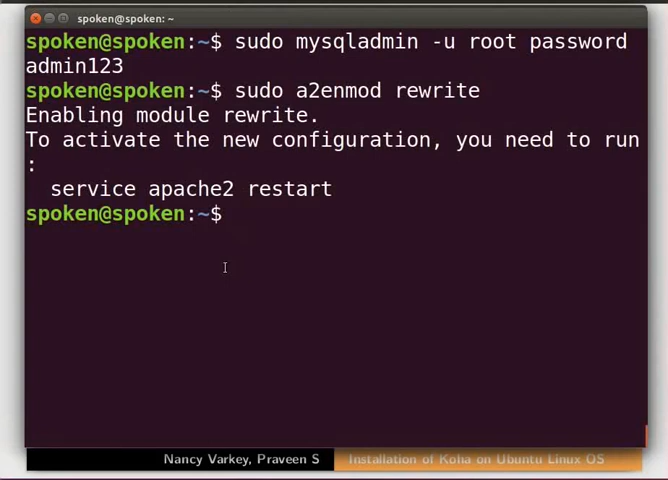 spoken@spoken: ~
spoken@spoken:~$ sudo mysqladmin -u root password
admin123
spoken@spoken:~$ sudo a2enmod rewrite
Enabling module rewrite.
To activate the new configuration, you need to run
:
  service apache2 restart
spoken@spoken:~$
Nancy Varkey, Praveen S
Installation of Koha on Ubuntu Linux OS